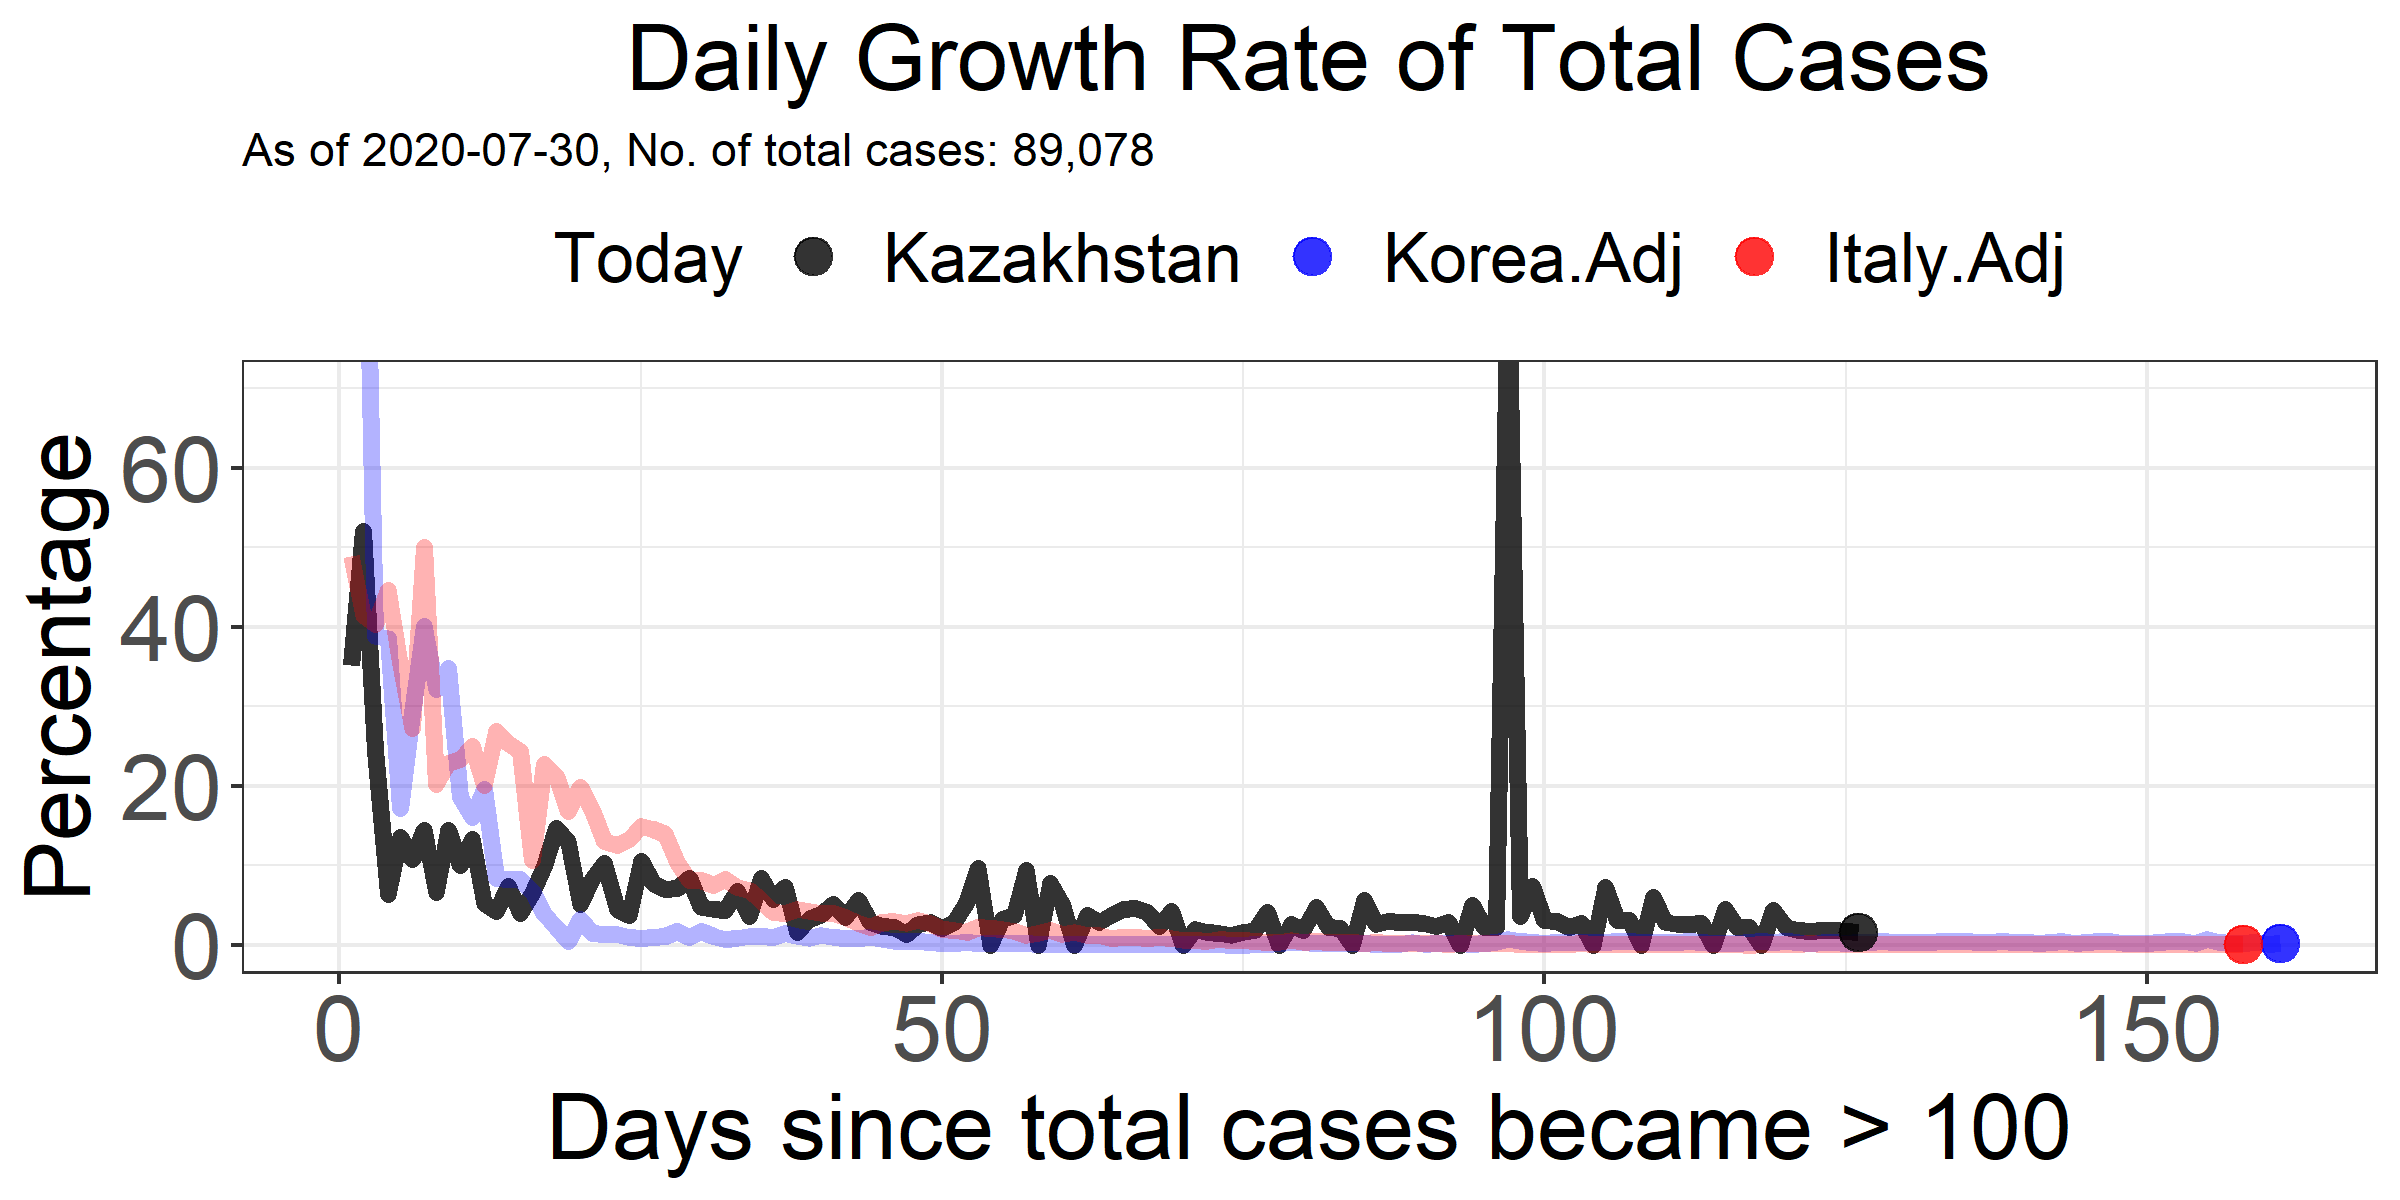 Daily Growth Rate of Total Cases
As of 2020-07-30, No. of total cases: 89,078
Today Kazakhstan Korea.Adj Italy.Adj
Percentage
60
40
20
0
0 50 100 150
Days since total cases became > 100